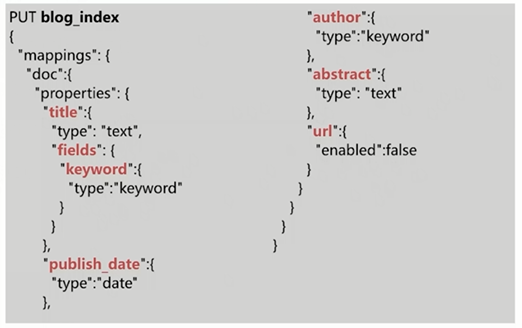 PUT blog_index
{
"mappings": {
"doc":{
"properties": {
"title":{
"type": "text",
"fields": {
"keyword":{
"type":"keyword"
}
}
},
"publish_date":{
"type":"date"
},
"author":{
"type":"keyword"
},
"abstract":{
"type": "text"
},
"url":{
"enabled":false
}
}
}
}
}